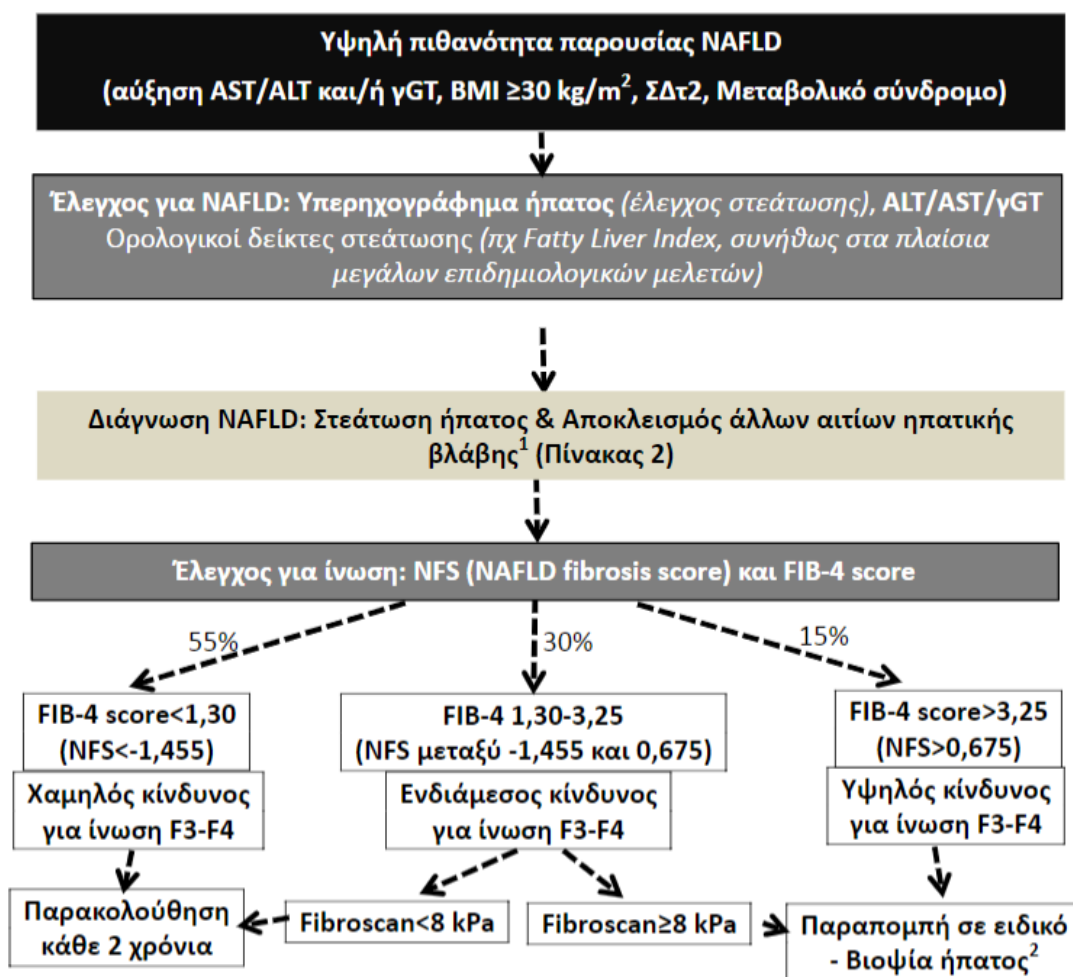 Υψηλή πιθανότητα παρουσίας NAFLD
(αύξηση AST/ALT και/ή γGT, BMI ≥30 kg/m², ΣΔτ2, Μεταβολικό σύνδρομο)
Έλεγχος για NAFLD: Υπερηχογράφημα ήπατος (έλεγχος στεάτωσης), ALT/AST/γGT
Ορολογικοί δείκτες στεάτωσης (πχ Fatty Liver Index, συνήθως στα πλαίσια
μεγάλων επιδημιολογικών μελετών)
Διάγνωση NAFLD: Στεάτωση ήπατος & Αποκλεισμός άλλων αιτίων ηπατικής
βλάβης¹ (Πίνακας 2)
Έλεγχος για ίνωση: NFS (NAFLD fibrosis score) και FIB-4 score
55%
30%
15%
FIB-4 score<1,30
(NFS<-1,455)
FIB-4 1,30-3,25
(NFS μεταξύ -1,455 και 0,675)
FIB-4 score>3,25
(NFS>0,675)
Χαμηλός κίνδυνος
για ίνωση F3-F4
Ενδιάμεσος κίνδυνος
για ίνωση F3-F4
Υψηλός κίνδυνος
για ίνωση F3-F4
Παρακολούθηση
κάθε 2 χρόνια
Fibroscan<8 kPa
Fibroscan≥8 kPa
Παραπομπή σε ειδικό
- Βιοψία ήπατος²